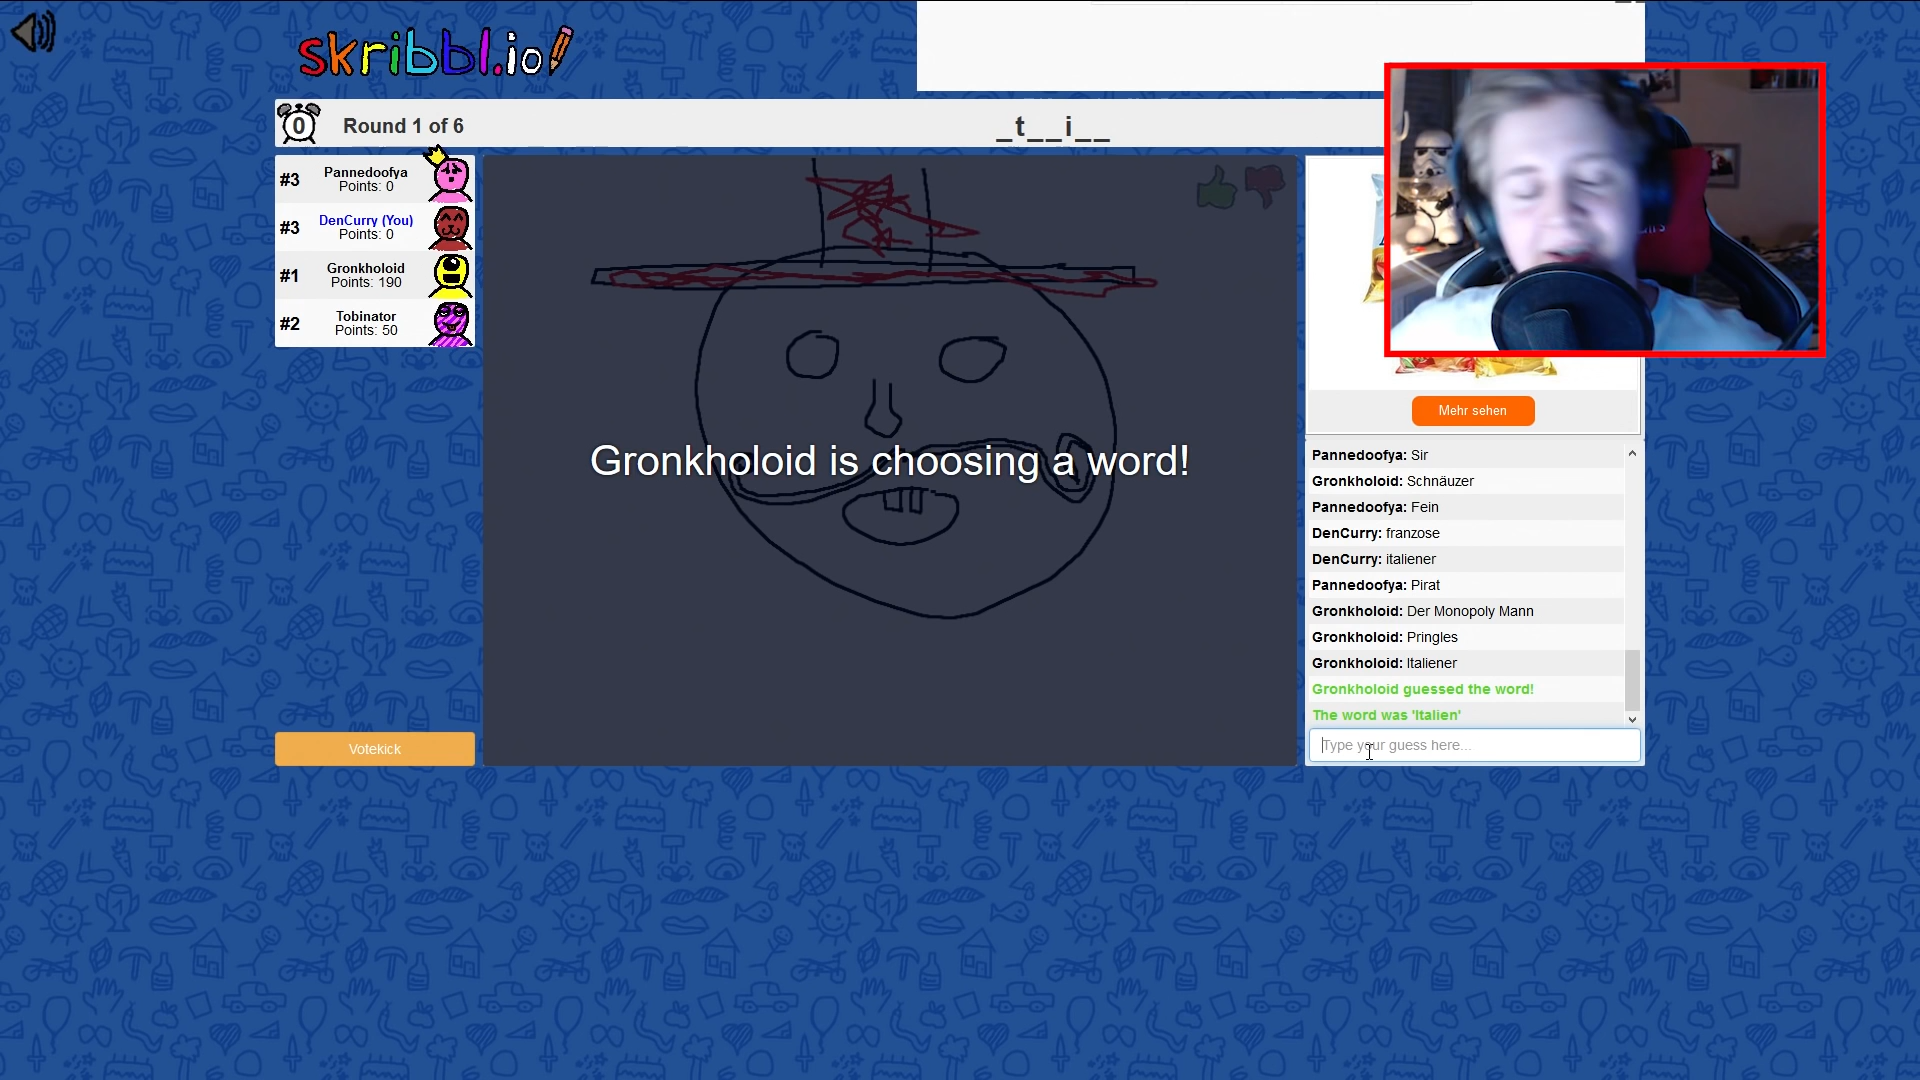 skribbl.io
0
Round 1 of 6
_t__i__
#3
Pannedoofya
Points: 0
#3
DenCurry (You)
Points: 0
#1
Gronkholoid
Points: 190
#2
Tobinator
Points: 50
Votekick
Gronkholoid is choosing a word!
Mehr sehen
Pannedoofya: Sir
Gronkholoid: Schnäuzer
Pannedoofya: Fein
DenCurry: franzose
DenCurry: italiener
Pannedoofya: Pirat
Gronkholoid: Der Monopoly Mann
Gronkholoid: Pringles
Gronkholoid: Italiener
Gronkholoid guessed the word!
The word was 'Italien'
Type your guess here...